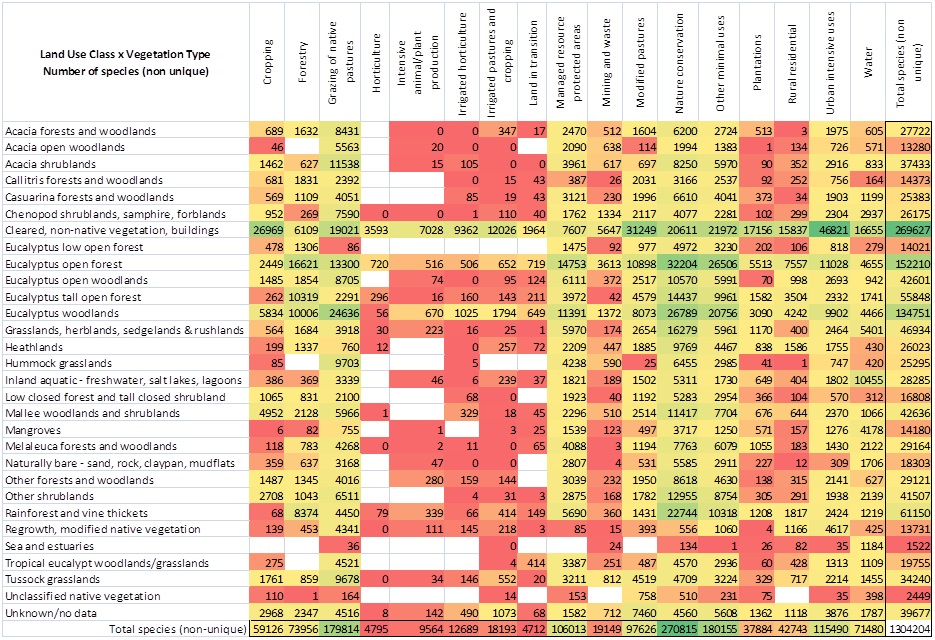 Land Use Class x Vegetation Type
Number of species (non unique)
Cropping
Forestry
Grazing of native pastures
Horticulture
Intensive animal/plant production
Irrigated horticulture
Irrigated pastures and cropping
Land in transition
Managed resource protected areas
Mining and waste
Modified pastures
Nature conservation
Other minimal uses
Plantations
Rural residential
Urban intensive uses
Water
Total species (non unique)
Acacia forests and woodlands 689 1632 8431 0 0 347 17 2470 512 1604 6200 2724 513 3 1975 605 27722
Acacia open woodlands 46 5563 20 0 0 2090 638 114 1994 1383 1 134 726 571 13280
Acacia shrublands 1462 627 11538 15 105 0 0 3961 617 697 8250 5970 90 352 2916 833 37433
Callitris forests and woodlands 681 1831 2392 0 15 43 387 26 2031 3166 2537 92 252 756 164 14373
Casuarina forests and woodlands 569 1109 4051 85 19 43 3121 230 1996 6610 4041 373 34 1903 1199 25383
Chenopod shrublands, samphire, forblands 952 269 7590 0 0 1 110 40 1762 1334 2117 4077 2281 102 299 2304 2937 26175
Cleared, non-native vegetation, buildings 26969 6109 19021 3593 7028 9362 12026 1964 7607 5647 31249 20611 21972 17156 15837 46821 16655 269627
Eucalyptus low open forest 478 1306 86 1475 92 977 4972 3230 202 106 818 279 14021
Eucalyptus open forest 2449 16621 13300 720 516 506 652 719 14753 3613 10898 32204 26506 5513 7557 11028 4655 152210
Eucalyptus open woodlands 1485 1854 8705 74 0 95 124 6111 372 2517 10570 5991 70 998 2693 942 42601
Eucalyptus tall open forest 262 10319 2291 296 16 160 143 211 3972 42 4579 14437 9961 1582 3504 2332 1741 55848
Eucalyptus woodlands 5834 10006 24636 56 670 1025 1794 649 11391 1372 8073 26789 20756 3090 4242 9902 4466 134751
Grasslands, herblands, sedgelands & rushlands 564 1684 3918 30 223 16 25 1 5970 174 2654 16279 5961 1170 400 2464 5401 46934
Heathlands 199 1337 760 12 0 257 72 2209 447 1885 9769 4467 838 1586 1755 430 26023
Hummock grasslands 85 9703 5 4238 590 25 6455 2985 41 1 747 420 25295
Inland aquatic - freshwater, salt lakes, lagoons 386 369 3339 46 6 239 37 1821 189 1502 5311 1730 649 404 1802 10455 28285
Low closed forest and tall closed shrubland 1065 831 2100 68 0 1923 40 1192 5283 2954 366 104 570 312 16808
Mallee woodlands and shrublands 4952 2128 5966 1 329 18 45 2296 510 2514 11417 7704 676 644 2370 1066 42636
Mangroves 6 82 755 1 3 25 1539 123 497 3717 1250 571 157 1276 4178 14180
Melaleuca forests and woodlands 118 783 4268 0 2 11 0 65 4088 3 1194 7763 6079 1055 183 1430 2122 29164
Naturally bare - sand, rock, claypan, mudflats 359 637 3168 47 0 0 2807 4 531 5585 2911 227 12 309 1706 18303
Other forests and woodlands 1487 1345 4016 280 159 144 3039 232 1950 8618 4630 138 315 2141 627 29121
Other shrublands 2708 1043 6511 4 31 3 2875 168 1782 12955 8754 305 291 1938 2139 41507
Rainforest and vine thickets 68 8374 4450 79 339 66 414 149 5690 360 1431 22744 10318 1208 1817 2424 1219 61150
Regrowth, modified native vegetation 139 453 4341 0 111 145 218 3 85 15 393 556 1060 4 1166 4617 425 13731
Sea and estuaries 36 0 24 134 1 26 82 35 1184 1522
Tropical eucalypt woodlands/grasslands 275 4521 4 414 3387 251 487 4570 2936 60 428 1313 1109 19755
Tussock grasslands 1761 859 9678 0 34 146 552 20 3211 812 4519 4709 3224 329 717 2214 1455 34240
Unclassified native vegetation 110 1 164 14 153 758 510 231 75 35 398 2449
Unknown/no data 2968 2347 4516 8 142 490 1073 68 1582 712 7460 4560 5608 1362 1118 3876 1787 39677
Total species (non-unique) 59126 73956 179814 4795 9564 12689 18193 4712 106013 19149 97626 270815 180155 37884 42743 115490 71480 1304204